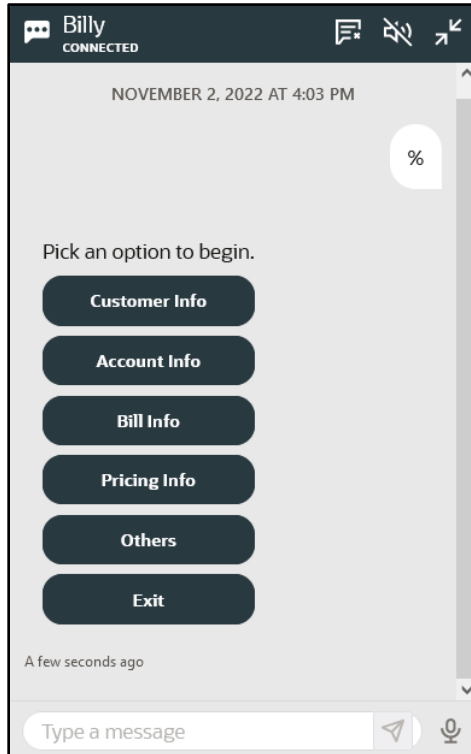 Billy
CONNECTED
NOVEMBER 2, 2022 AT 4:03 PM
%
Pick an option to begin.
Customer Info
Account Info
Bill Info
Pricing Info
Others
Exit
A few seconds ago
Type a message